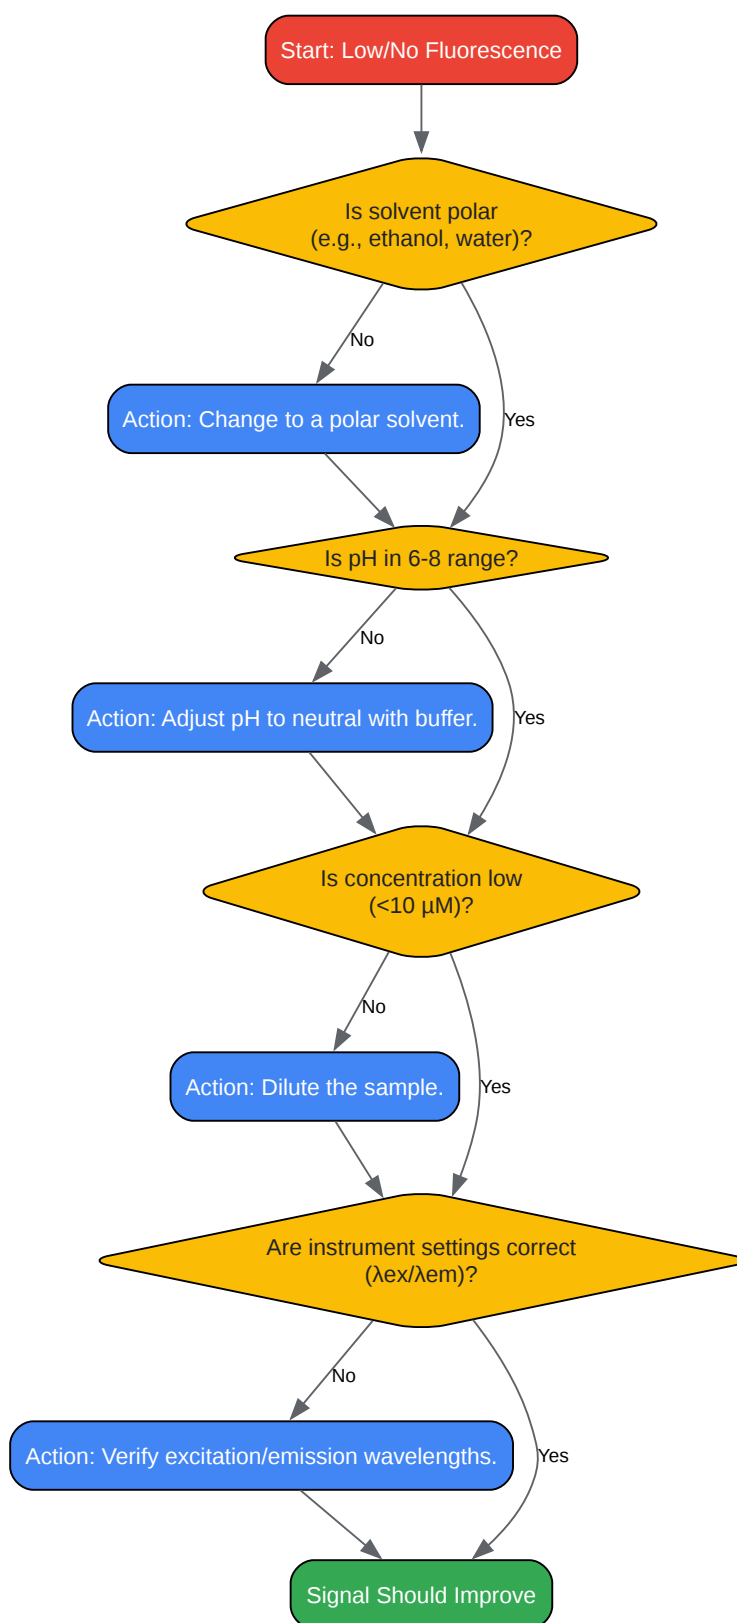 Start: Low/No Fluorescence
Is solvent polar
(e.g., ethanol, water)?
No
Action: Change to a polar solvent.
Yes
Is pH in 6-8 range?
No
Action: Adjust pH to neutral with buffer.
Yes
Is concentration low
(<10 µM)?
No
Action: Dilute the sample.
Yes
Are instrument settings correct
(λex/λem)?
No
Action: Verify excitation/emission wavelengths.
Yes
Signal Should Improve